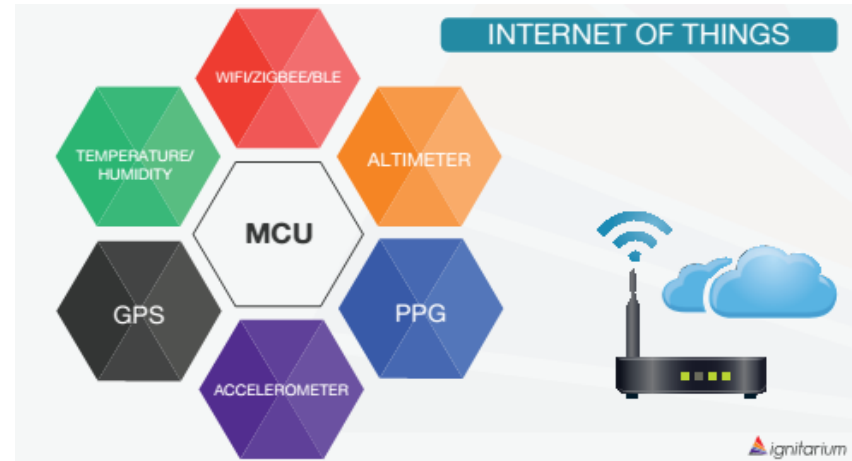 INTERNET OF THINGS
WIFI/ZIGBEE/BLE
TEMPERATURE/
HUMIDITY
ALTIMETER
MCU
GPS
PPG
ACCELEROMETER
ignitarium